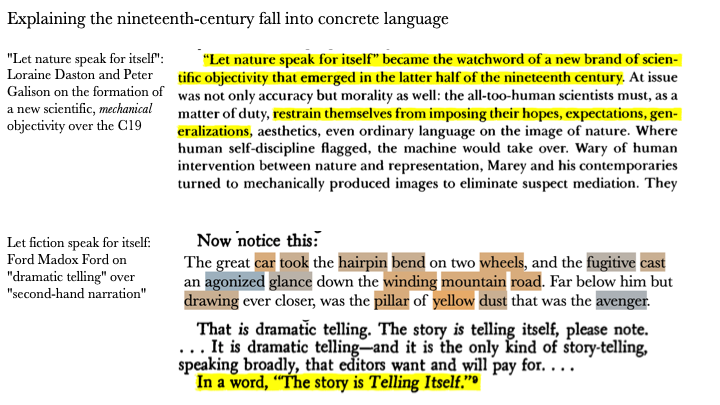 Explaining the nineteenth-century fall into concrete language
"Let nature speak for itself":
Loraine Daston and Peter
Galison on the formation of
a new scientific, mechanical
objectivity over the C19
“Let nature speak for itself” became the watchword of a new brand of scien-
tific objectivity that emerged in the latter half of the nineteenth century. At issue
was not only accuracy but morality as well: the all-too-human scientists must, as a
matter of duty, restrain themselves from imposing their hopes, expectations, gen-
eralizations, aesthetics, even ordinary language on the image of nature. Where
human self-discipline flagged, the machine would take over. Wary of human
intervention between nature and representation, Marey and his contemporaries
turned to mechanically produced images to eliminate suspect mediation. They
Let fiction speak for itself:
Ford Madox Ford on
"dramatic telling" over
"second-hand narration"
Now notice this:
The great car took the hairpin bend on two wheels, and the fugitive cast
an agonized glance down the winding mountain road. Far below him but
drawing ever closer, was the pillar of yellow dust that was the avenger.
That is dramatic telling. The story is telling itself, please note.
. . . It is dramatic telling—and it is the only kind of story-telling,
speaking broadly, that editors want and will pay for. . . .
In a word, “The story is Telling Itself.”⁹